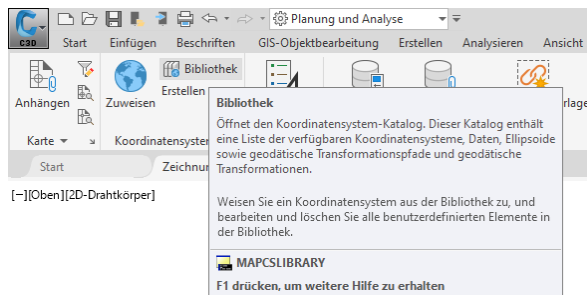 C3D
Planung und Analyse
Start Einfügen Beschriften GIS-Objektbearbeitung Erstellen Analysieren Ansicht
Anhängen
Zuweisen
Bibliothek
Erstellen
Karte
Start
Bibliothek
Öffnet den Koordinatensystem-Katalog. Dieser Katalog enthält
eine Liste der verfügbaren Koordinatensysteme, Daten, Ellipsoide
sowie geodätische Transformationspfade und geodätische
Transformationen.
Weisen Sie ein Koordinatensystem aus der Bibliothek zu, und
bearbeiten und löschen Sie alle benutzerdefinierten Elemente in
der Bibliothek.
MAPCSLIBRARY
F1 drücken, um weitere Hilfe zu erhalten
[−][Oben][2D-Drahtkörper]